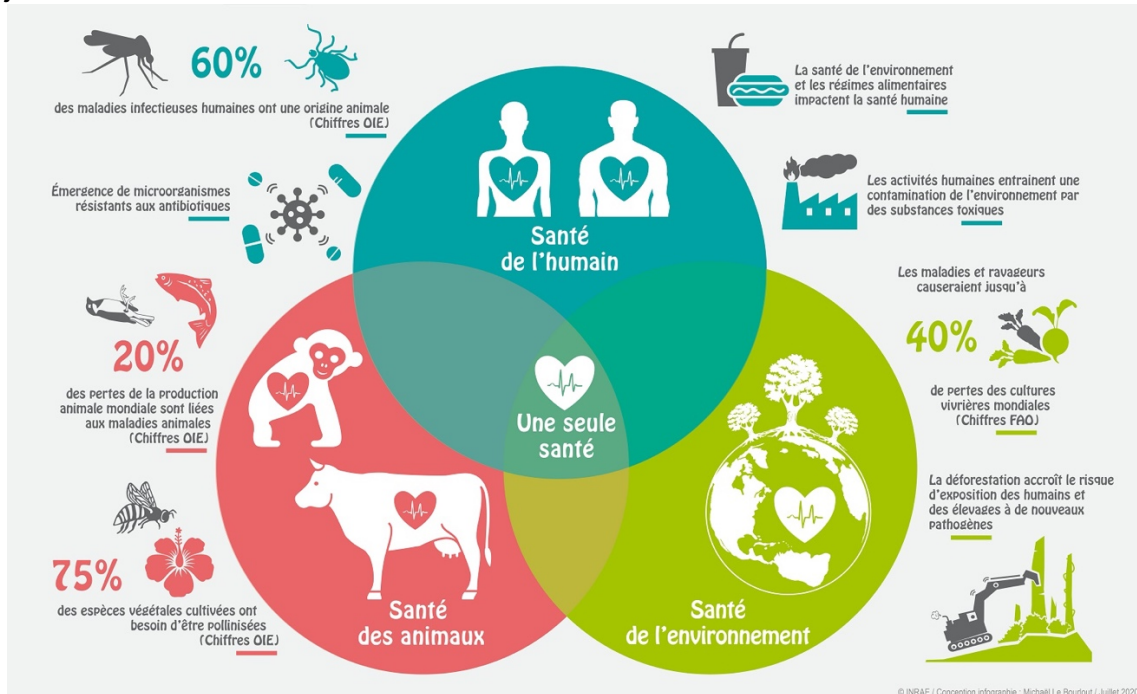 60%
des maladies infectieuses humaines ont une origine animale
(Chiffres OIE)
Émergence de microorganismes
résistants aux antibiotiques
20%
des pertes de la production
animale mondiale sont liées
aux maladies animales
(Chiffres OIE)
75%
des espèces végétales cultivées ont
besoin d'être pollinisées
(Chiffres OIE)
Santé
de l'humain
Une seule
santé
Santé
des animaux
Santé
de l'environnement
La santé de l'environnement
et les régimes alimentaires
impactent la santé humaine
Les activités humaines entrainent une
contamination de l'environnement par
des substances toxiques
Les maladies et ravageurs
causeraient jusqu'à
40%
de pertes des cultures
vivrières mondiales
(Chiffres FAO)
La déforestation accroît le risque
d'exposition des humains et
des élevages à de nouveaux
pathogènes
© INRAE / Conception infographie : Michaël Le Bourlout / Juillet 2020